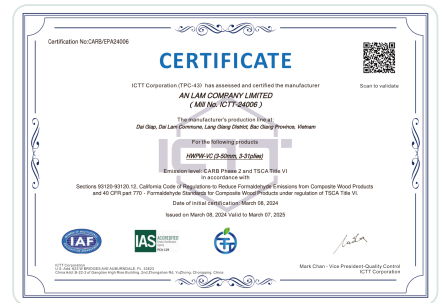 Certification No:CARB/EPA24006
CERTIFICATE
Scan to validate
ICTT Corporation (TPC-43) has assessed and certified the manufacturer
AN LAM COMPANY LIMITED
( Mill No. ICTT-24006 )
The manufacturer's production line at
Dai Giap, Dai Lam Commune, Lang Giang District, Bac Giang Province, Vietnam
For the following products
HWPW-VC (3-50mm, 3-31plies)
Emission level: CARB Phase 2 and TSCA Title VI
In accordance with
Sections 93120-93120.12, California Code of Regulations-to Reduce Formaldehyde Emissions from Composite Wood Products
and 40 CFR part 770 - Formaldehyde Standards for Composite Wood Products under regulation of TSCA Title VI.
Date of initial certification: March 08, 2024
Issued on March 08, 2024 Valid to March 07, 2025
ICTT
IAF
IAS ACCREDITED
Mark Chan - Vice President-Quality Control
ICTT Corporation
ICTT Corporation